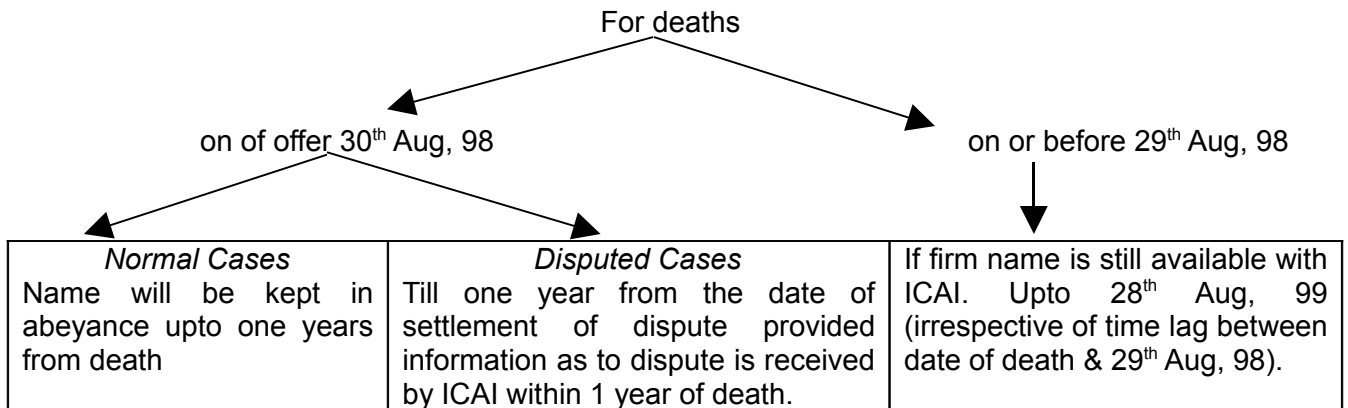 For deaths
on of offer 30th Aug, 98
on or before 29th Aug, 98
Normal Cases
Name will be kept in
abeyance upto one years
from death
Disputed Cases
Till one year from the date of
settlement of dispute provided
information as to dispute is received
by ICAI within 1 year of death.
If firm name is still available with
ICAI. Upto 28th Aug, 99
(irrespective of time lag between
date of death & 29th Aug, 98).